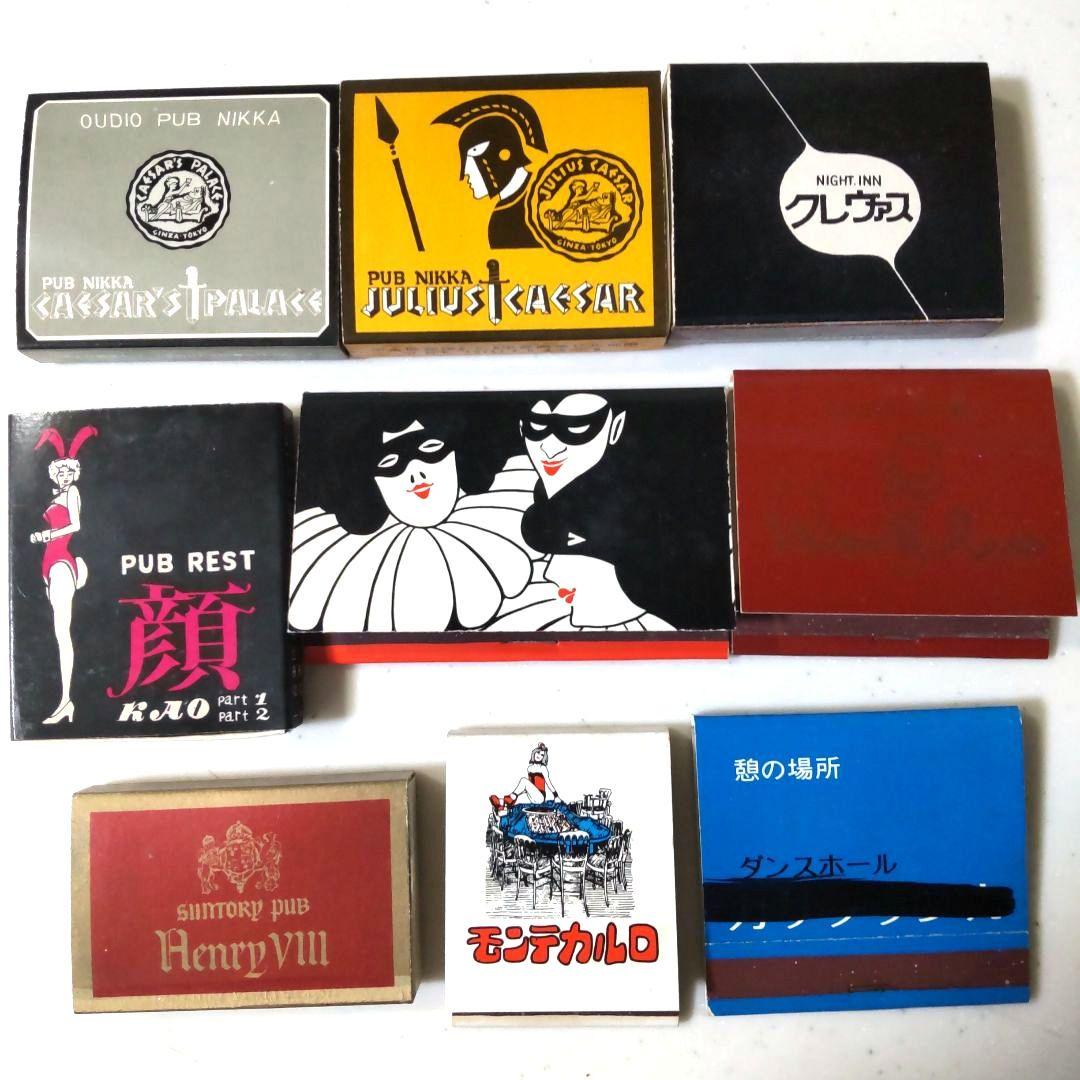 OUDIO PUB NIKKA
CAESAR'S PALACE
GINZA・TOKYO
PUB NIKKA
CAESAR'S PALACE
JULIUS CAESAR
GINZA・TOKYO
PUB NIKKA
JULIUS CAESAR
NIGHT.INN
クレヴァス
PUB REST
顔
KAO part 1
part 2
SUNTORY PUB
Henry VIII
モンテカルロ
憩の場所
ダンスホール